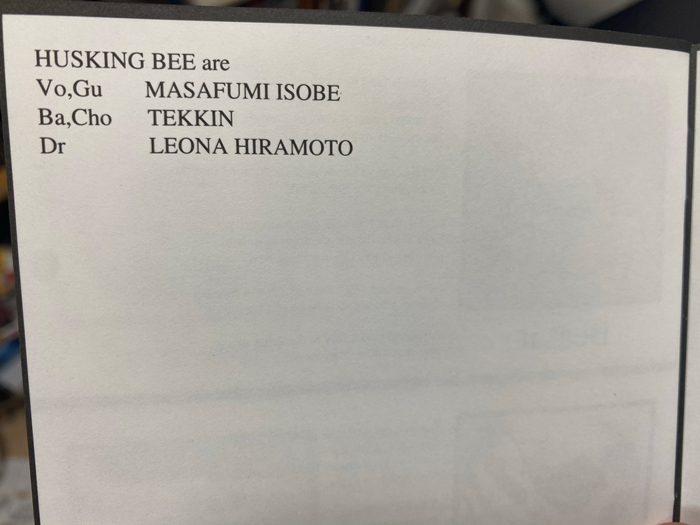 HUSKING BEE are
Vo,Gu MASAFUMI ISOBE
Ba,Cho TEKKIN
Dr LEONA HIRAMOTO